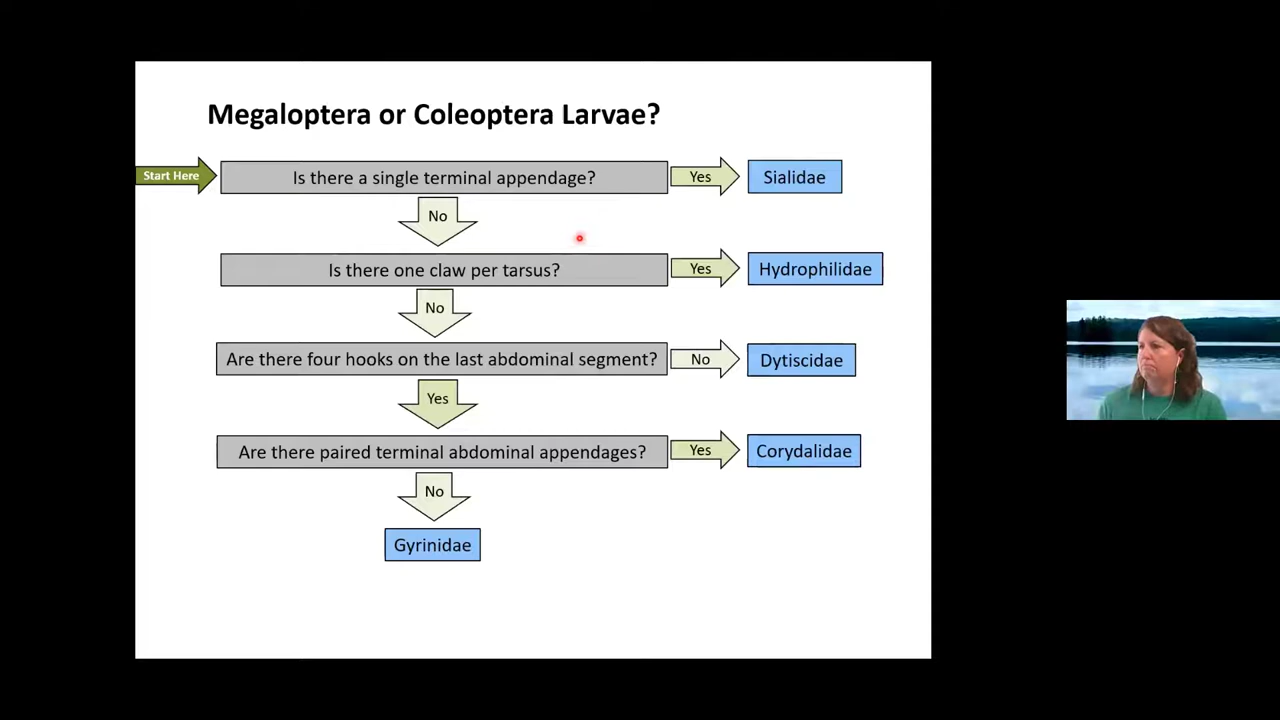 Megaloptera or Coleoptera Larvae?
Start Here
Is there a single terminal appendage?
Yes
Sialidae
No
Is there one claw per tarsus?
Yes
Hydrophilidae
No
Are there four hooks on the last abdominal segment?
No
Dytiscidae
Yes
Are there paired terminal abdominal appendages?
Yes
Corydalidae
No
Gyrinidae